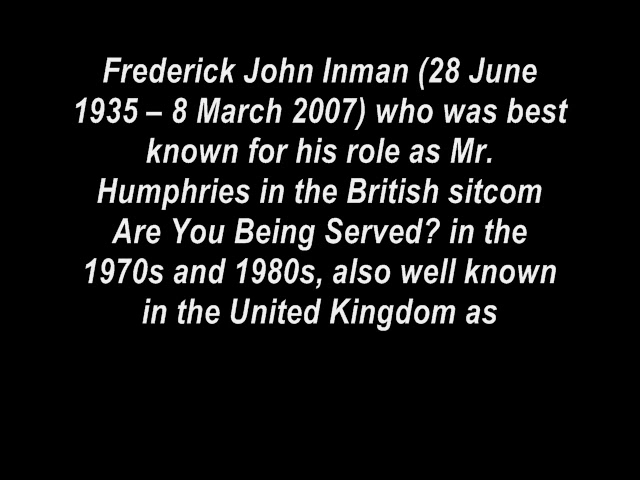 Frederick John Inman (28 June
1935 – 8 March 2007) who was best
known for his role as Mr.
Humphries in the British sitcom
Are You Being Served? in the
1970s and 1980s, also well known
in the United Kingdom as